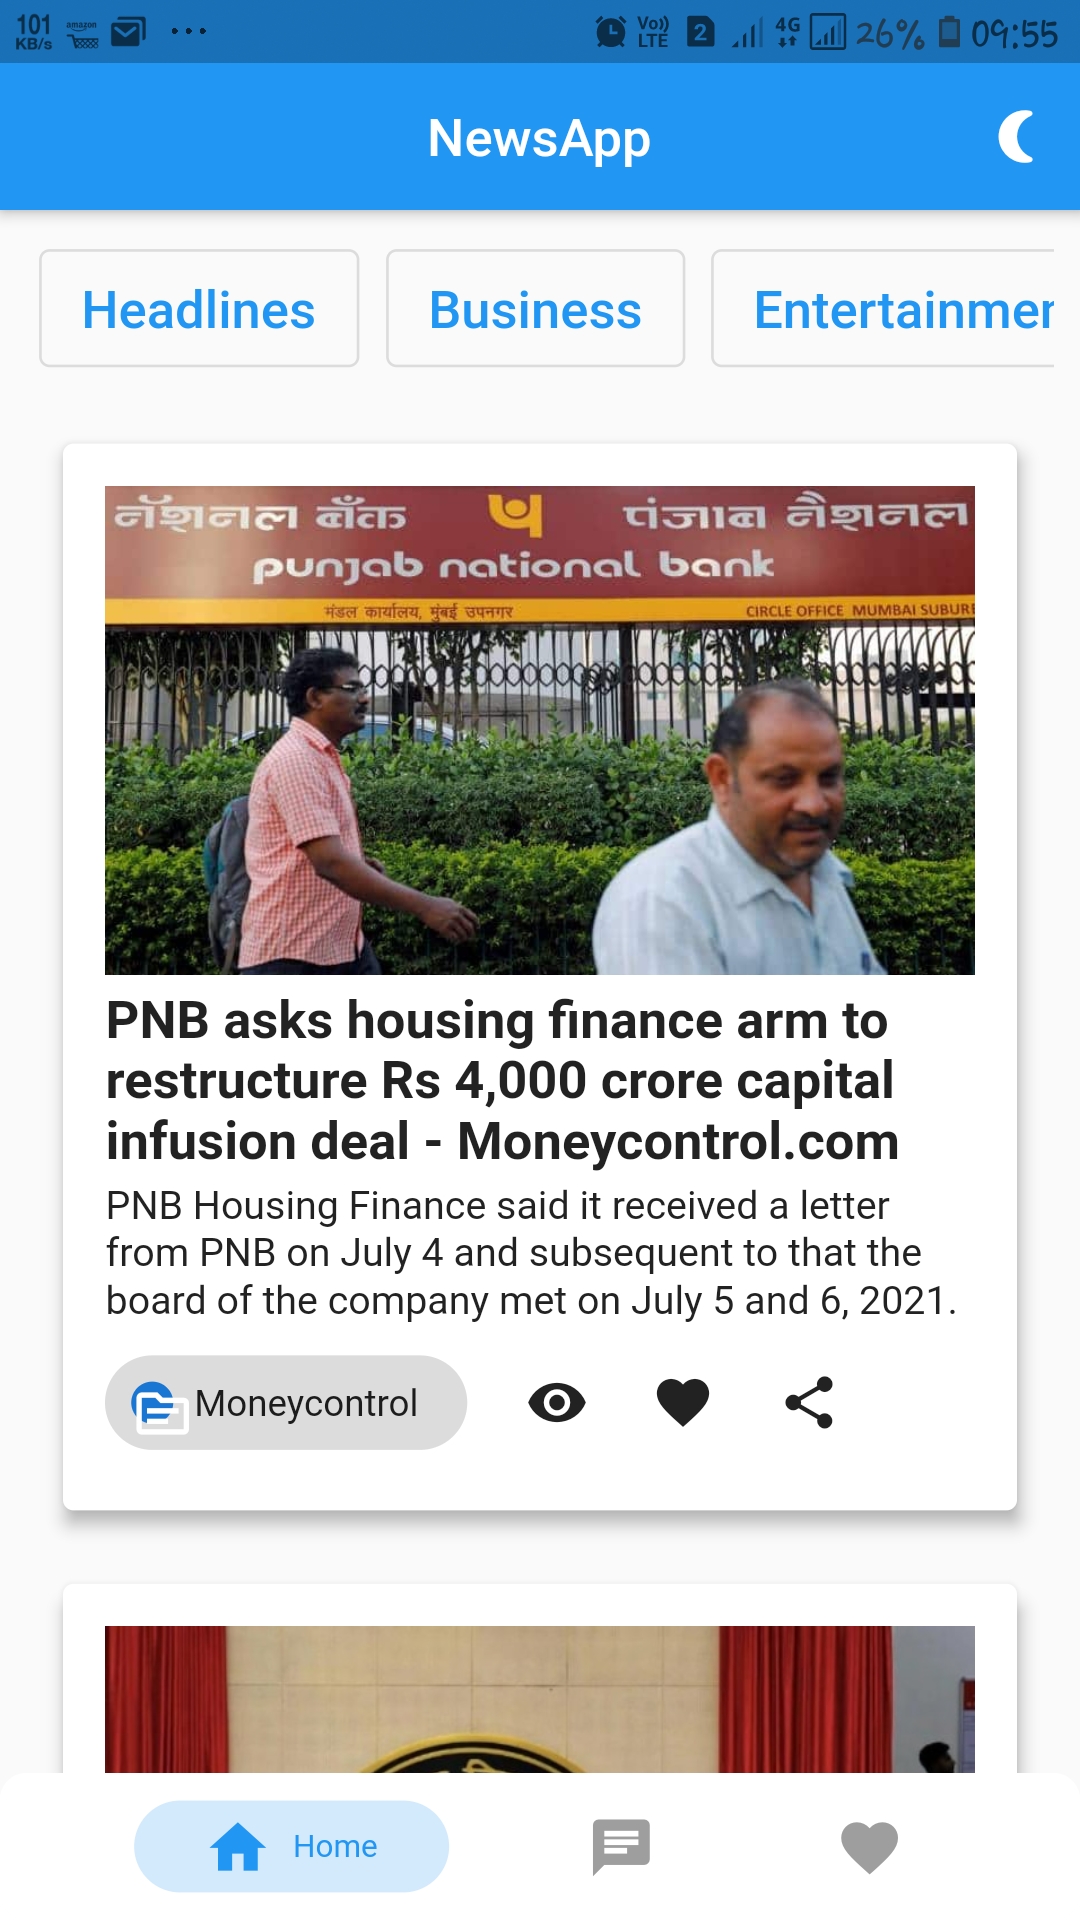 101
KB/s
amazon
Vo))
LTE
2
4G
26%
09:55
NewsApp
Headlines
Business
Entertainmer
नॅशनल बँक
पंजाब नैशनल
punjab national bank
मंडल कार्यालय, मुंबई उपनगर
CIRCLE OFFICE MUMBAI SUBUR
PNB asks housing finance arm to
restructure Rs 4,000 crore capital
infusion deal - Moneycontrol.com
PNB Housing Finance said it received a letter
from PNB on July 4 and subsequent to that the
board of the company met on July 5 and 6, 2021.
Moneycontrol
Home